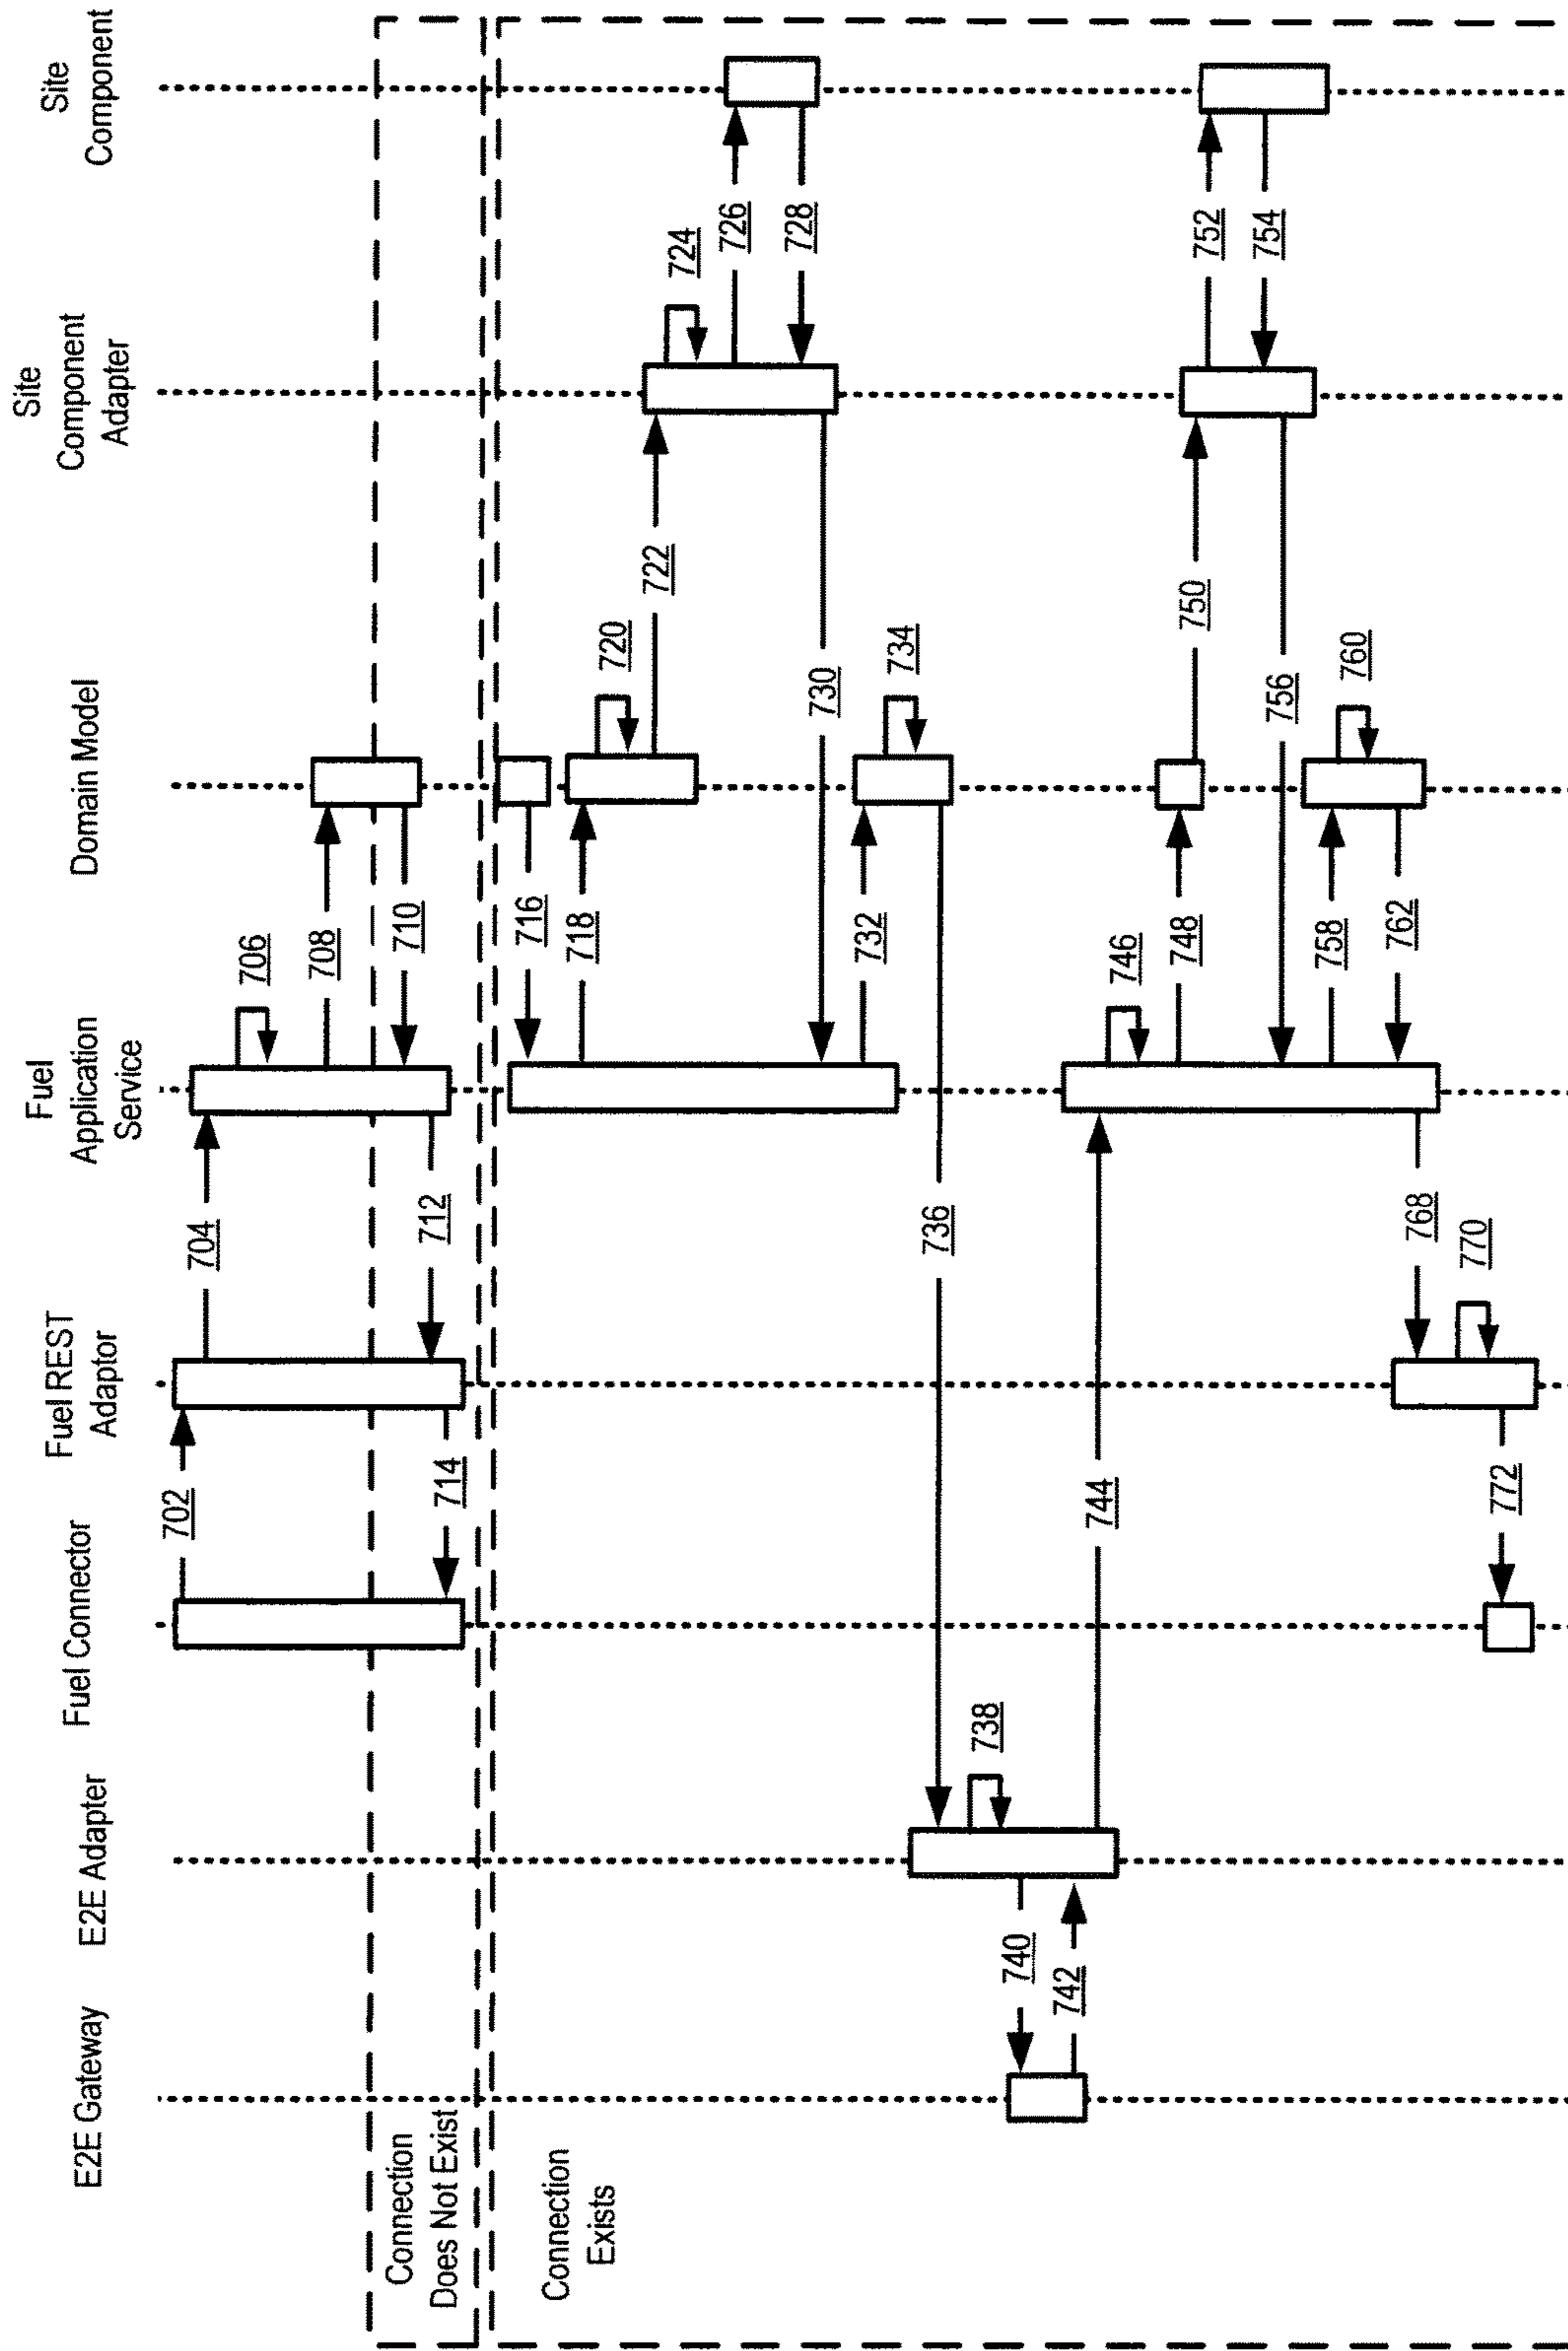 E2E Gateway
E2E Adapter
Fuel Connector
Fuel REST
Adaptor
Fuel
Application
Service
Domain Model
Site
Component
Adapter
Site
Component
702
704
706
708
Connection
Does Not Exist
710
712
714
Connection
Exists
716
718
720
722
724
726
728
730
732
734
736
738
740
742
744
746
748
750
752
754
756
758
760
762
768
770
772